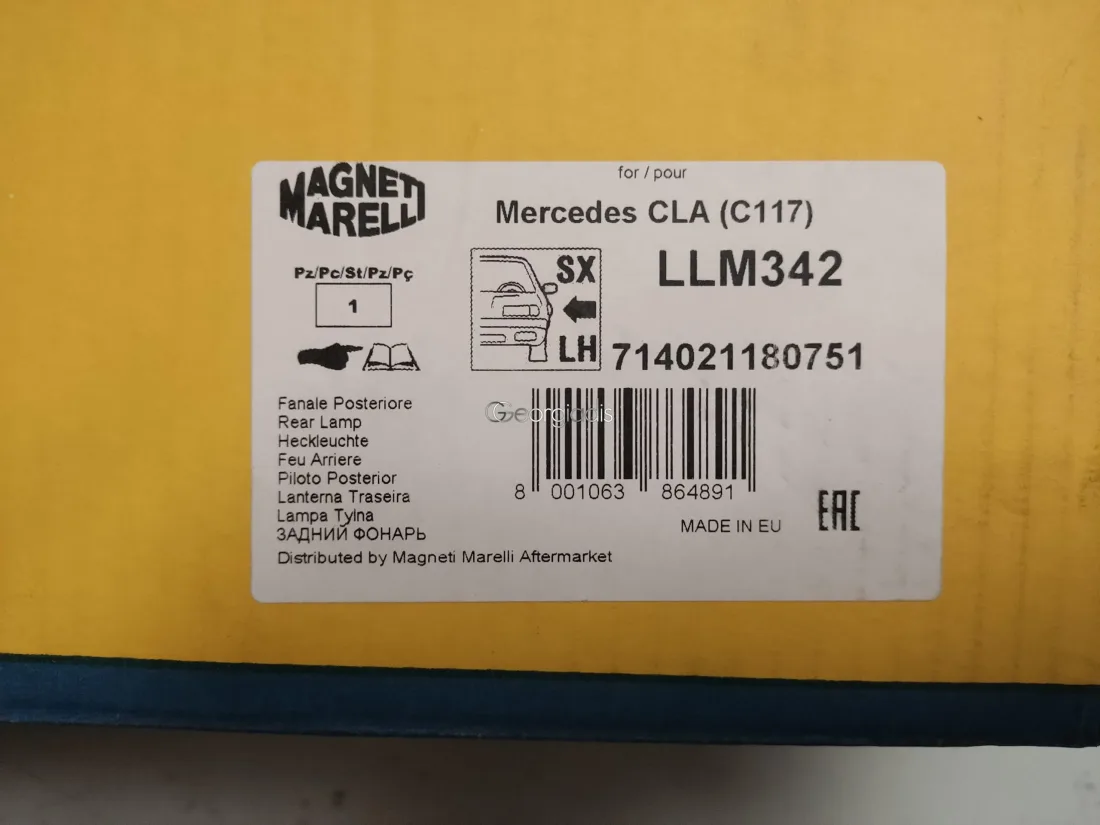 MAGNETI
MARELLI
for / pour
Mercedes CLA (C117)
LLM342
Pz/Pc/St/Pz/Pç
1
SX
LH
714021180751
Fanale Posteriore
Rear Lamp
Heckleuchte
Feu Arriere
Piloto Posterior
Lanterna Traseira
Lampa Tylna
ЗАДНИЙ ФОНАРЬ
Distributed by Magneti Marelli Aftermarket
Georgiadis
8 001063 864891
MADE IN EU
EAC